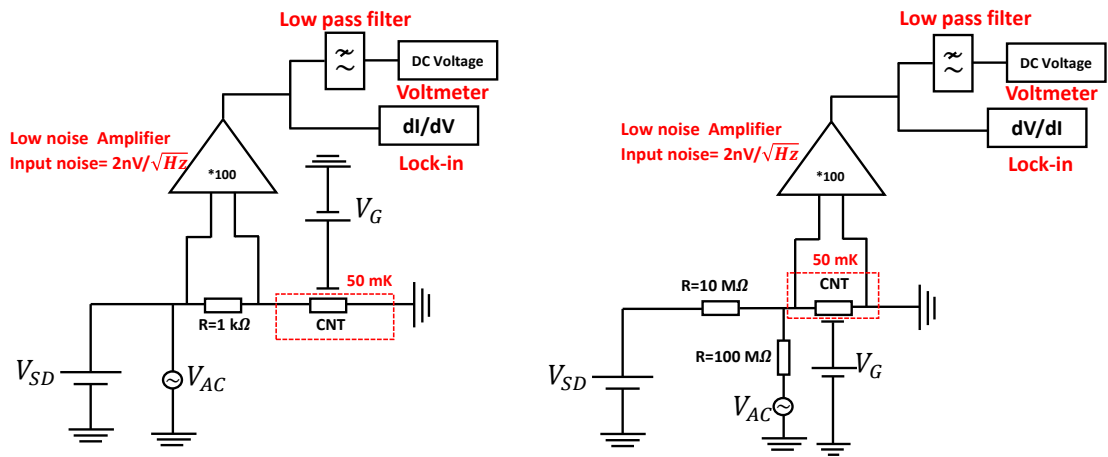 Low pass filter
DC Voltage
Voltmeter
dI/dV
Lock-in
Low noise Amplifier
Input noise= 2nV/√Hz
*100
V_G
50 mK
R=1 kΩ
CNT
V_SD
V_AC
Low pass filter
DC Voltage
Voltmeter
dV/dI
Lock-in
Low noise Amplifier
Input noise= 2nV/√Hz
*100
50 mK
CNT
R=10 MΩ
R=100 MΩ
V_G
V_SD
V_AC